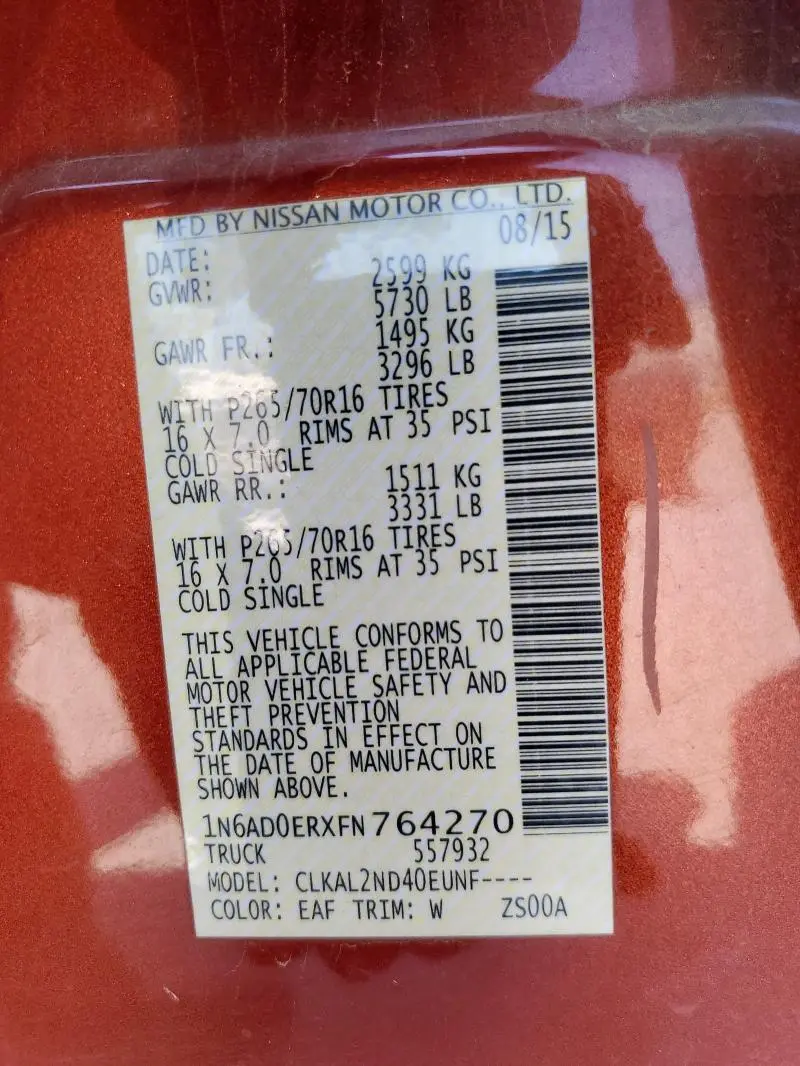 MFD BY NISSAN MOTOR CO., LTD.
DATE: 08/15
GVWR: 2599 KG
5730 LB
GAWR FR.: 1495 KG
3296 LB
WITH P265/70R16 TIRES
16 X 7.0 RIMS AT 35 PSI
COLD SINGLE
GAWR RR.: 1511 KG
3331 LB
WITH P265/70R16 TIRES
16 X 7.0 RIMS AT 35 PSI
COLD SINGLE
THIS VEHICLE CONFORMS TO
ALL APPLICABLE FEDERAL
MOTOR VEHICLE SAFETY AND
THEFT PREVENTION
STANDARDS IN EFFECT ON
THE DATE OF MANUFACTURE
SHOWN ABOVE.
1N6AD0ERXFN764270
TRUCK 557932
MODEL: CLKAL2ND40EUNF----
COLOR: EAF TRIM: W ZS00A